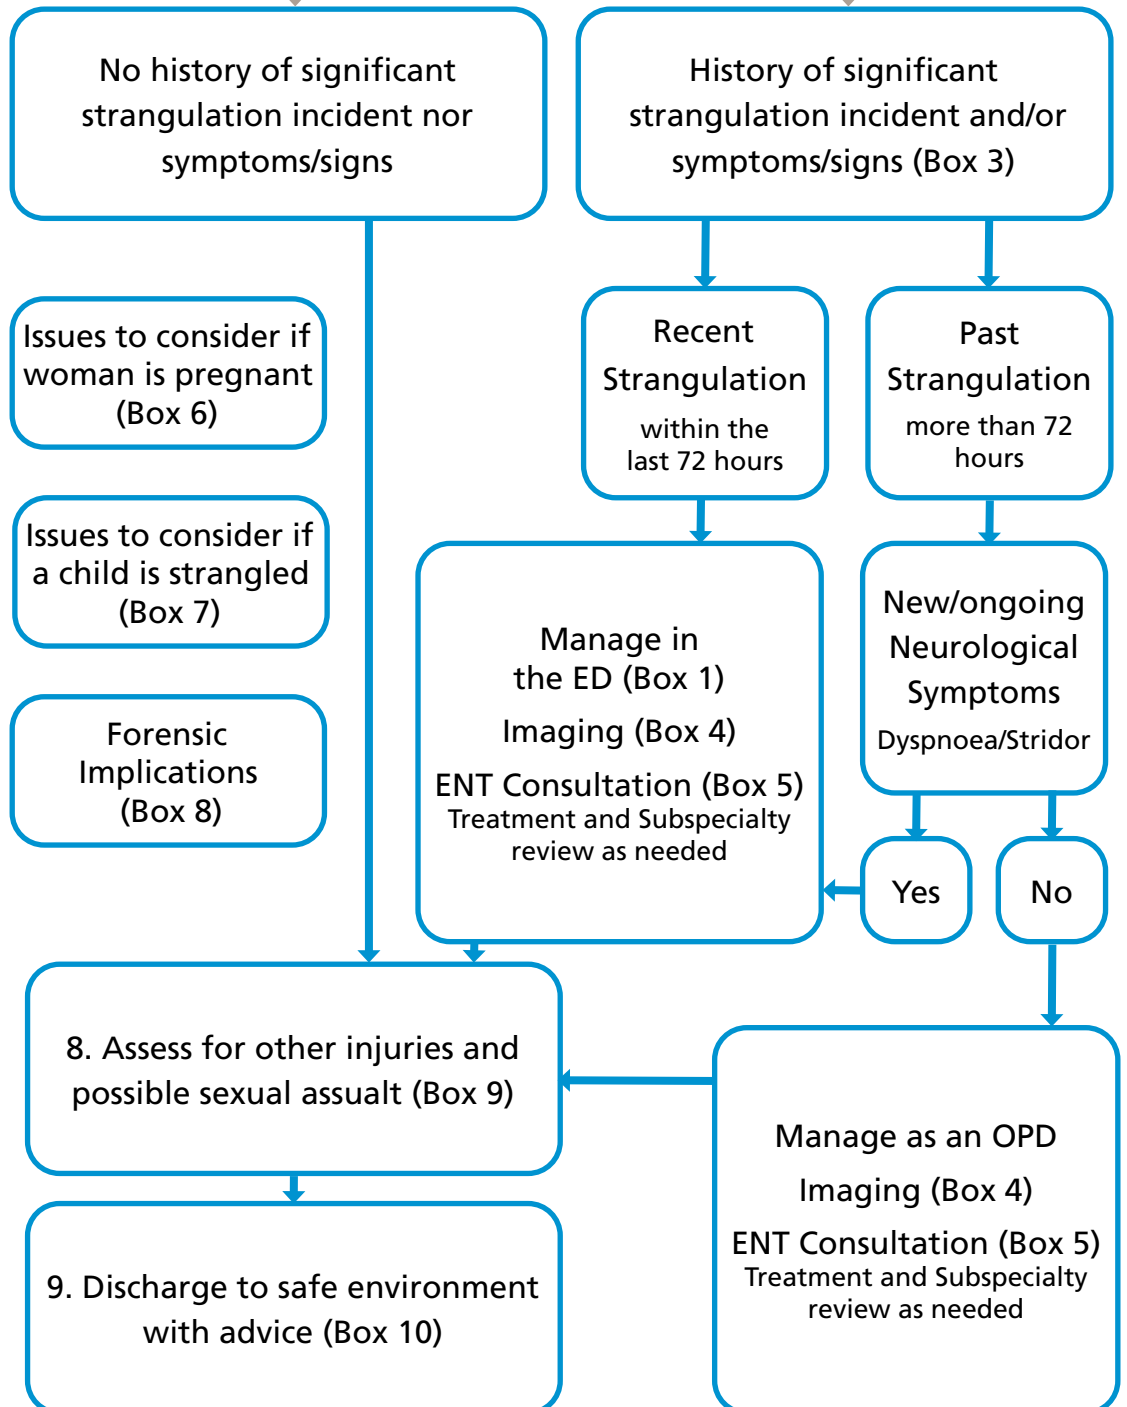 No history of significant
strangulation incident nor
symptoms/signs
History of significant
strangulation incident and/or
symptoms/signs (Box 3)
Issues to consider if
woman is pregnant
(Box 6)
Recent
Strangulation
within the
last 72 hours
Past
Strangulation
more than 72
hours
Issues to consider if
a child is strangled
(Box 7)
Forensic
Implications
(Box 8)
Manage in
the ED (Box 1)
Imaging (Box 4)
ENT Consultation (Box 5)
Treatment and Subspecialty
review as needed
New/ongoing
Neurological
Symptoms
Dyspnoea/Stridor
Yes
No
8. Assess for other injuries and
possible sexual assualt (Box 9)
Manage as an OPD
Imaging (Box 4)
ENT Consultation (Box 5)
Treatment and Subspecialty
review as needed
9. Discharge to safe environment
with advice (Box 10)